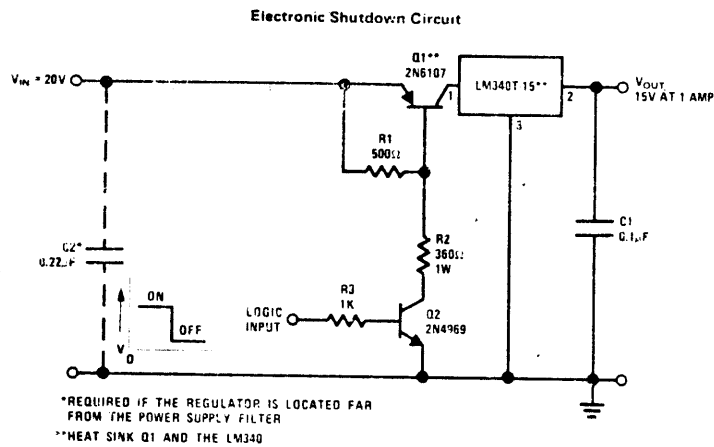 Electronic Shutdown Circuit
Q1**
2N6107
VIN = 20V
LM340T 15**
1
2
3
VOUT
15V AT 1 AMP
R1
500Ω
C1
0.1μF
R2
360Ω
1W
C2*
0.22μF
ON
OFF
V
0
R3
1K
LOGIC
INPUT
Q2
2N4969
*REQUIRED IF THE REGULATOR IS LOCATED FAR
FROM THE POWER SUPPLY FILTER
**HEAT SINK Q1 AND THE LM340